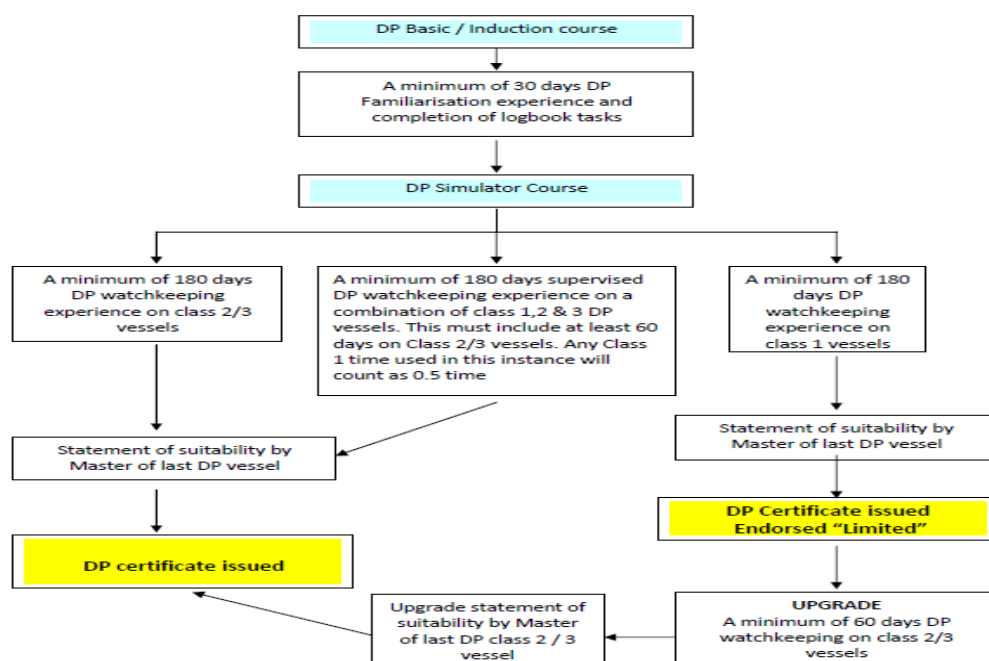 DP Basic / Induction course
A minimum of 30 days DP
Familiarisation experience and
completion of logbook tasks
DP Simulator Course
A minimum of 180 days
DP watchkeeping
experience on class 2/3
vessels
A minimum of 180 days supervised
DP watchkeeping experience on a
combination of class 1,2 & 3 DP
vessels. This must include at least 60
days on Class 2/3 vessels. Any Class
1 time used in this instance will
count as 0.5 time
A minimum of 180
days DP
watchkeeping
experience on
class 1 vessels
Statement of suitability by
Master of last DP vessel
Statement of suitability by
Master of last DP vessel
DP Certificate issued
Endorsed “Limited”
DP certificate issued
Upgrade statement of
suitability by Master
of last DP class 2 / 3
vessel
UPGRADE
A minimum of 60 days DP
watchkeeping on class 2/3
vessels